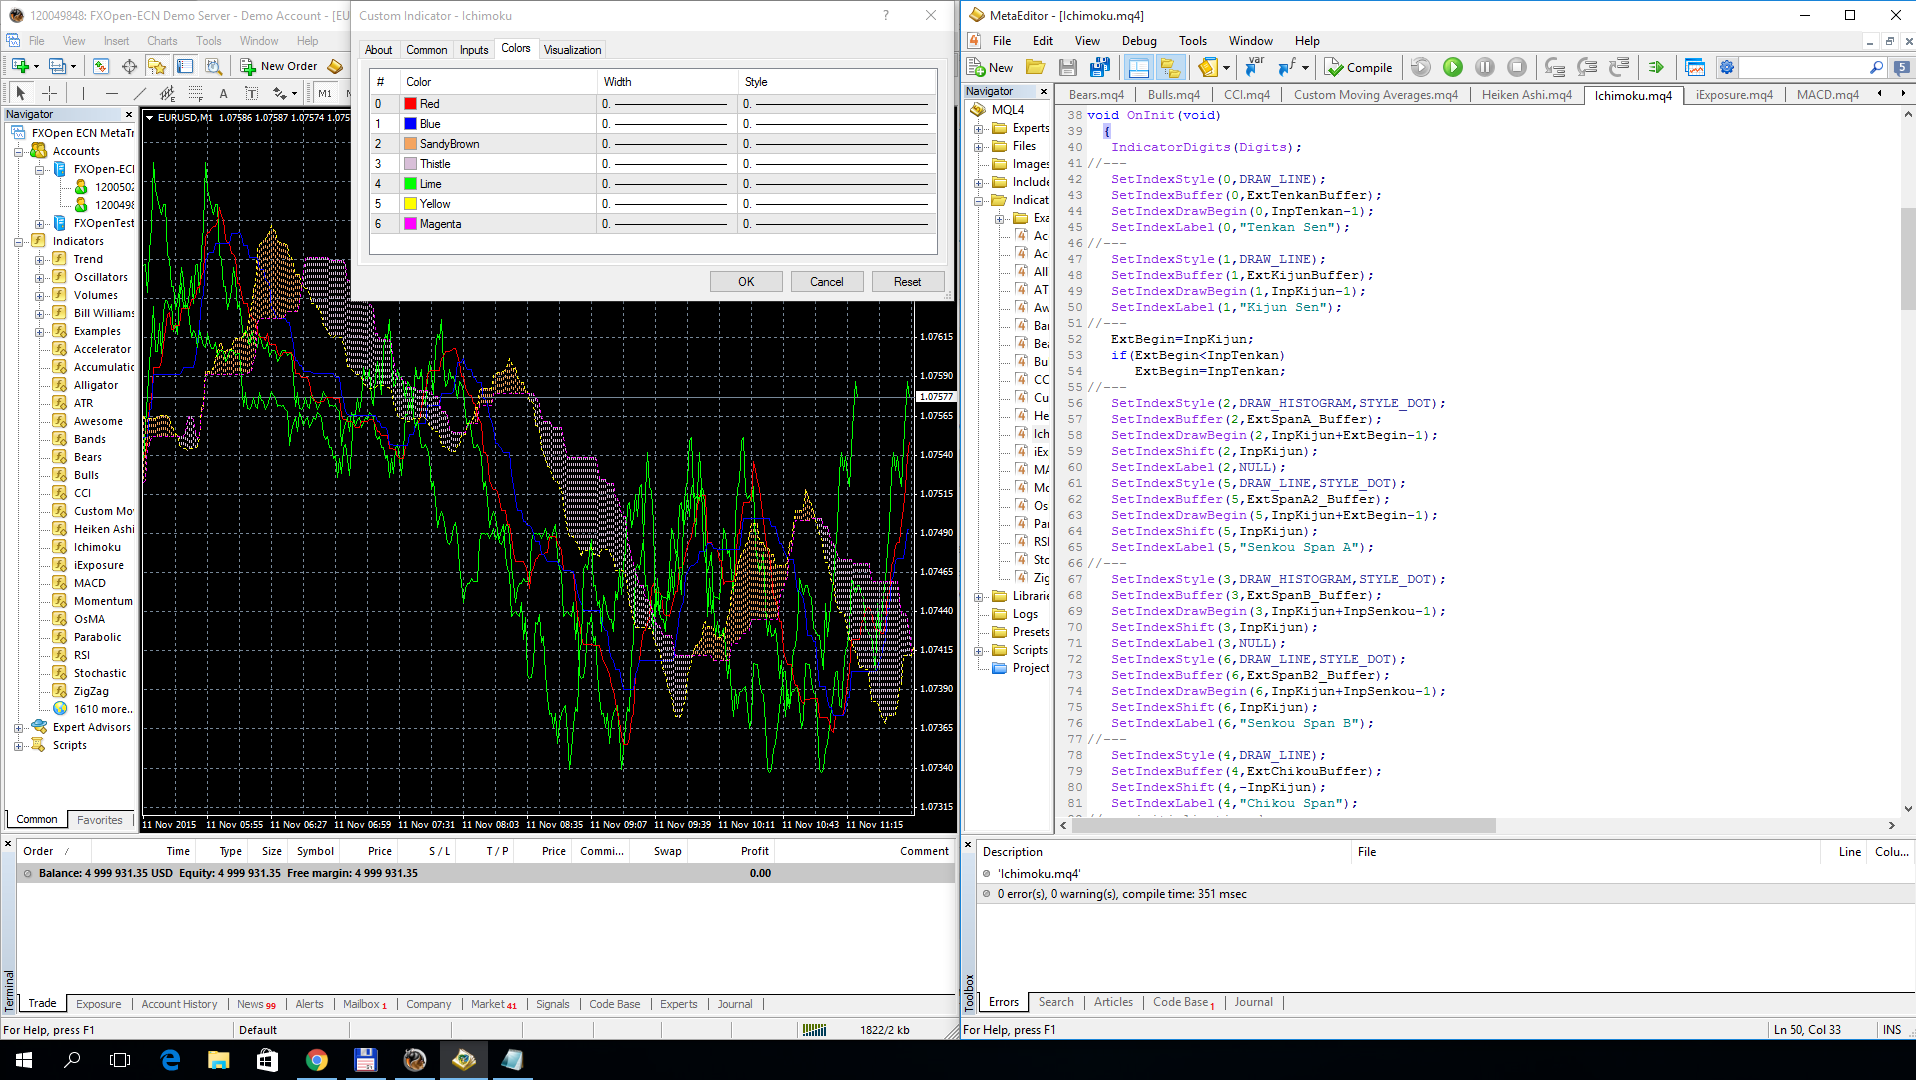 120049848: FXOpen-ECN Demo Server - Demo Account - [EU
File View Insert Charts Tools Window Help
New Order
M1
Navigator
FXOpen ECN MetaTr
Accounts
FXOpen-EC
1200502
1200498
FXOpenTest
Indicators
Trend
Oscillators
Volumes
Bill Williams
Examples
Accelerator
Accumulatic
Alligator
ATR
Awesome
Bands
Bears
Bulls
CCI
Custom Mo
Heiken Ashi
Ichimoku
iExposure
MACD
Momentum
OsMA
Parabolic
RSI
Stochastic
ZigZag
1610 more..
Expert Advisors
Scripts
Common Favorites
Custom Indicator - Ichimoku
About Common Inputs Colors Visualization
# Color Width Style
0 Red 0. 0.
1 Blue 0. 0.
2 SandyBrown 0. 0.
3 Thistle 0. 0.
4 Lime 0. 0.
5 Yellow 0. 0.
6 Magenta 0. 0.
OK Cancel Reset
EURUSD,M1 1.07586 1.07587 1.07574 1.075
1.07615
1.07590
1.07577
1.07565
1.07540
1.07515
1.07490
1.07465
1.07440
1.07415
1.07390
1.07365
1.07340
1.07315
11 Nov 2015 11 Nov 05:55 11 Nov 06:27 11 Nov 06:59 11 Nov 07:31 11 Nov 08:03 11 Nov 08:35 11 Nov 09:07 11 Nov 09:39 11 Nov 10:11 11 Nov 10:43 11 Nov 11:15
Order / Time Type Size Symbol Price S / L T / P Price Commi... Swap Profit Comment
Balance: 4 999 931.35 USD Equity: 4 999 931.35 Free margin: 4 999 931.35 0.00
Terminal
Trade Exposure Account History News 99 Alerts Mailbox 1 Company Market 41 Signals Code Base Experts Journal
For Help, press F1 Default 1822/2 kb
MetaEditor - [Ichimoku.mq4]
File Edit View Debug Tools Window Help
New Compile 5
Navigator
MQL4
Experts
Files
Images
Include
Indicat
Exa
Ac
Ac
All
AT
Aw
Bar
Bea
Bu
CC
Cu
He
Ich
iEx
MA
Mo
Os
Par
RSI
Sto
Zig
Librarie
Logs
Presets
Scripts
Project
Bears.mq4 Bulls.mq4 CCI.mq4 Custom Moving Averages.mq4 Heiken Ashi.mq4 Ichimoku.mq4 iExposure.mq4 MACD.mq4
38 void OnInit(void)
39 {
40 IndicatorDigits(Digits);
41 //---
42 SetIndexStyle(0,DRAW_LINE);
43 SetIndexBuffer(0,ExtTenkanBuffer);
44 SetIndexDrawBegin(0,InpTenkan-1);
45 SetIndexLabel(0,"Tenkan Sen");
46 //---
47 SetIndexStyle(1,DRAW_LINE);
48 SetIndexBuffer(1,ExtKijunBuffer);
49 SetIndexDrawBegin(1,InpKijun-1);
50 SetIndexLabel(1,"Kijun Sen");
51 //---
52 ExtBegin=InpKijun;
53 if(ExtBegin<InpTenkan)
54 ExtBegin=InpTenkan;
55 //---
56 SetIndexStyle(2,DRAW_HISTOGRAM,STYLE_DOT);
57 SetIndexBuffer(2,ExtSpanA_Buffer);
58 SetIndexDrawBegin(2,InpKijun+ExtBegin-1);
59 SetIndexShift(2,InpKijun);
60 SetIndexLabel(2,NULL);
61 SetIndexStyle(5,DRAW_LINE,STYLE_DOT);
62 SetIndexBuffer(5,ExtSpanA2_Buffer);
63 SetIndexDrawBegin(5,InpKijun+ExtBegin-1);
64 SetIndexShift(5,InpKijun);
65 SetIndexLabel(5,"Senkou Span A");
66 //---
67 SetIndexStyle(3,DRAW_HISTOGRAM,STYLE_DOT);
68 SetIndexBuffer(3,ExtSpanB_Buffer);
69 SetIndexDrawBegin(3,InpKijun+InpSenkou-1);
70 SetIndexShift(3,InpKijun);
71 SetIndexLabel(3,NULL);
72 SetIndexStyle(6,DRAW_LINE,STYLE_DOT);
73 SetIndexBuffer(6,ExtSpanB2_Buffer);
74 SetIndexDrawBegin(6,InpKijun+InpSenkou-1);
75 SetIndexShift(6,InpKijun);
76 SetIndexLabel(6,"Senkou Span B");
77 //---
78 SetIndexStyle(4,DRAW_LINE);
79 SetIndexBuffer(4,ExtChikouBuffer);
80 SetIndexShift(4,-InpKijun);
81 SetIndexLabel(4,"Chikou Span");
Description File Line Colu...
'Ichimoku.mq4'
0 error(s), 0 warning(s), compile time: 351 msec
Toolbox
Errors Search Articles Code Base 1 Journal
For Help, press F1 Ln 50, Col 33 INS